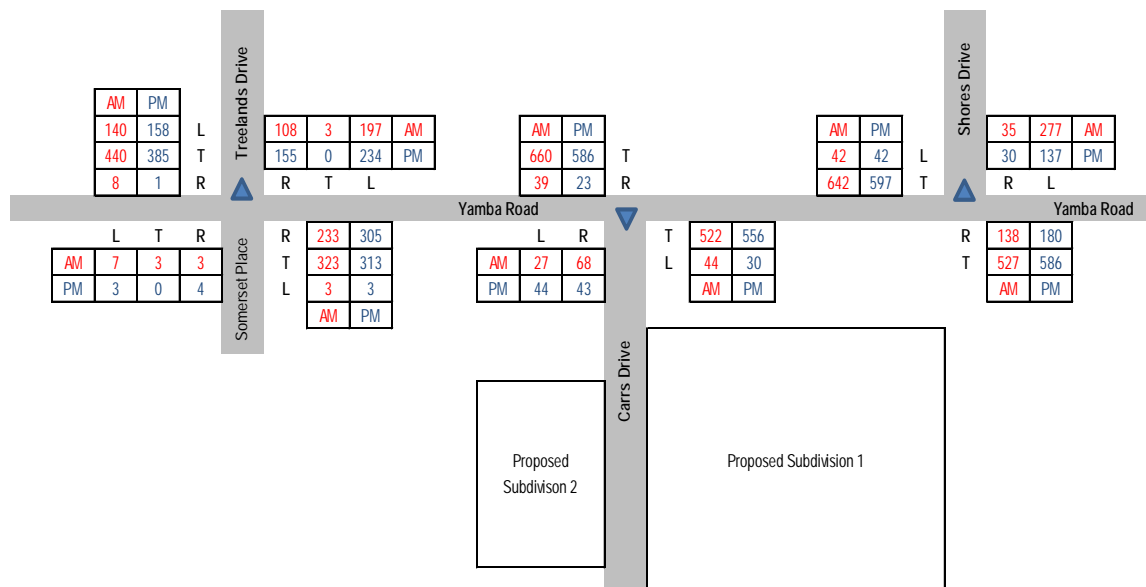 Treelands Drive
AM PM
140 158 L
440 385 T
8 1 R
108 3 197 AM
155 0 234 PM
R T L
AM PM
660 586 T
39 23 R
AM PM
42 42 L
642 597 T
Shores Drive
35 277 AM
30 137 PM
R L
Yamba Road
Yamba Road
L T R
AM 7 3 3
PM 3 0 4
Somerset Place
R 233 305
T 323 313
L 3 3
AM PM
L R
AM 27 68
PM 44 43
T 522 556
L 44 30
AM PM
R 138 180
T 527 586
AM PM
Carrs Drive
Proposed
Subdivison 2
Proposed Subdivision 1